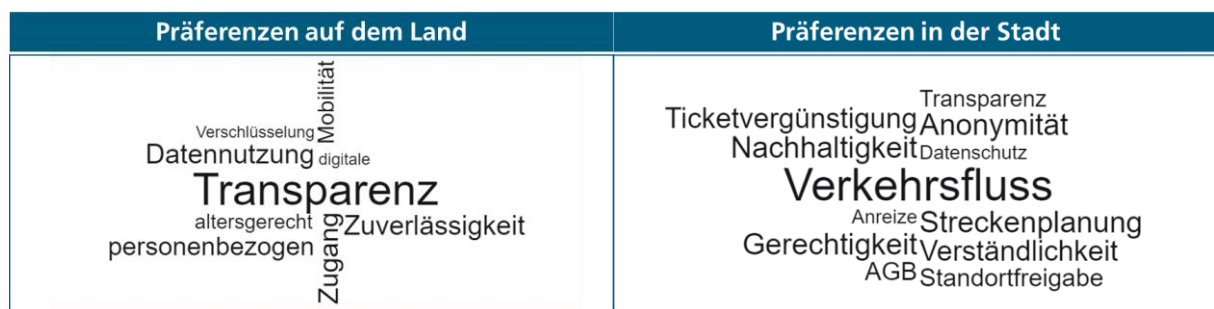 Präferenzen auf dem Land
Mobilität
Verschlüsselung
Datennutzung digitale
Transparenz
altersgerecht
Zuverlässigkeit
personenbezogen
Zugang
Präferenzen in der Stadt
Transparenz
Ticketvergünstigung Anonymität
Nachhaltigkeit Datenschutz
Verkehrsfluss
Anreize Streckenplanung
Gerechtigkeit Verständlichkeit
AGB Standortfreigabe